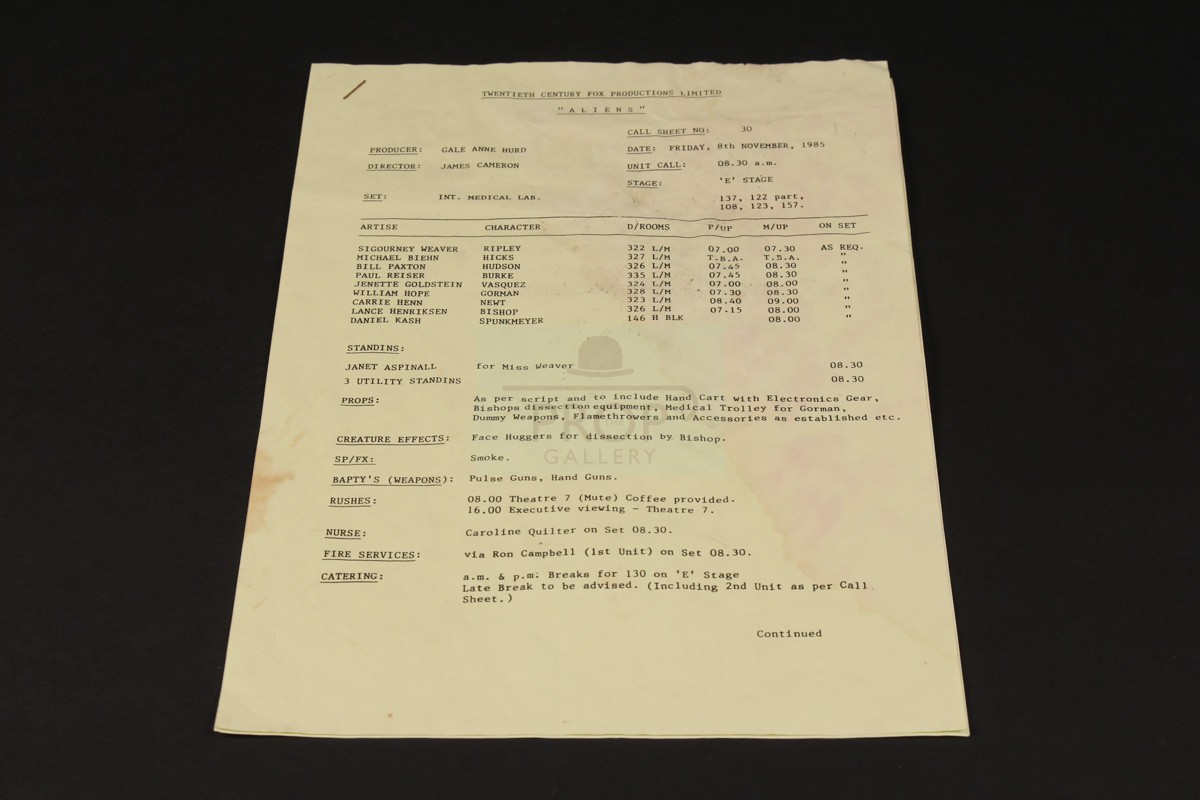 TWENTIETH CENTURY FOX PRODUCTIONS LIMITED
"A L I E N S"
CALL SHEET NO: 30
PRODUCER: GALE ANNE HURD DATE: FRIDAY, 8th NOVEMBER, 1985
DIRECTOR: JAMES CAMERON UNIT CALL: 08.30 a.m.
STAGE: 'E' STAGE
SET: INT. MEDICAL LAB. 137, 122 part,
108, 123, 157.
ARTISE CHARACTER D/ROOMS P/UP M/UP ON SET
SIGOURNEY WEAVER RIPLEY 322 L/M 07.00 07.30 AS REQ.
MICHAEL BIEHN HICKS 327 L/M T.B.A. T.B.A. "
BILL PAXTON HUDSON 326 L/M 07.45 08.30 "
PAUL REISER BURKE 335 L/M 07.45 08.30 "
JENETTE GOLDSTEIN VASQUEZ 324 L/M 07.00 08.00 "
WILLIAM HOPE GORMAN 328 L/M 07.30 08.30 "
CARRIE HENN NEWT 323 L/M 08.40 09.00 "
LANCE HENRIKSEN BISHOP 326 L/M 07.15 08.00 "
DANIEL KASH SPUNKMEYER 146 H BLK 08.00 "
STANDINS:
JANET ASPINALL for Miss Weaver 08.30
3 UTILITY STANDINS 08.30
PROPS: As per script and to include Hand Cart with Electronics Gear,
Bishops dissection equipment, Medical Trolley for Gorman,
Dummy Weapons, Flamethrowers and Accessories as established etc.
CREATURE EFFECTS: Face Huggers for dissection by Bishop.
SP/FX: Smoke.
BAPTY'S (WEAPONS): Pulse Guns, Hand Guns.
RUSHES: 08.00 Theatre 7 (Mute) Coffee provided.
16.00 Executive viewing - Theatre 7.
NURSE: Caroline Quilter on Set 08.30.
FIRE SERVICES: via Ron Campbell (1st Unit) on Set 08.30.
CATERING: a.m. & p.m. Breaks for 130 on 'E' Stage
Late Break to be advised. (Including 2nd Unit as per Call
Sheet.)
Continued
THE
PROP
GALLERY